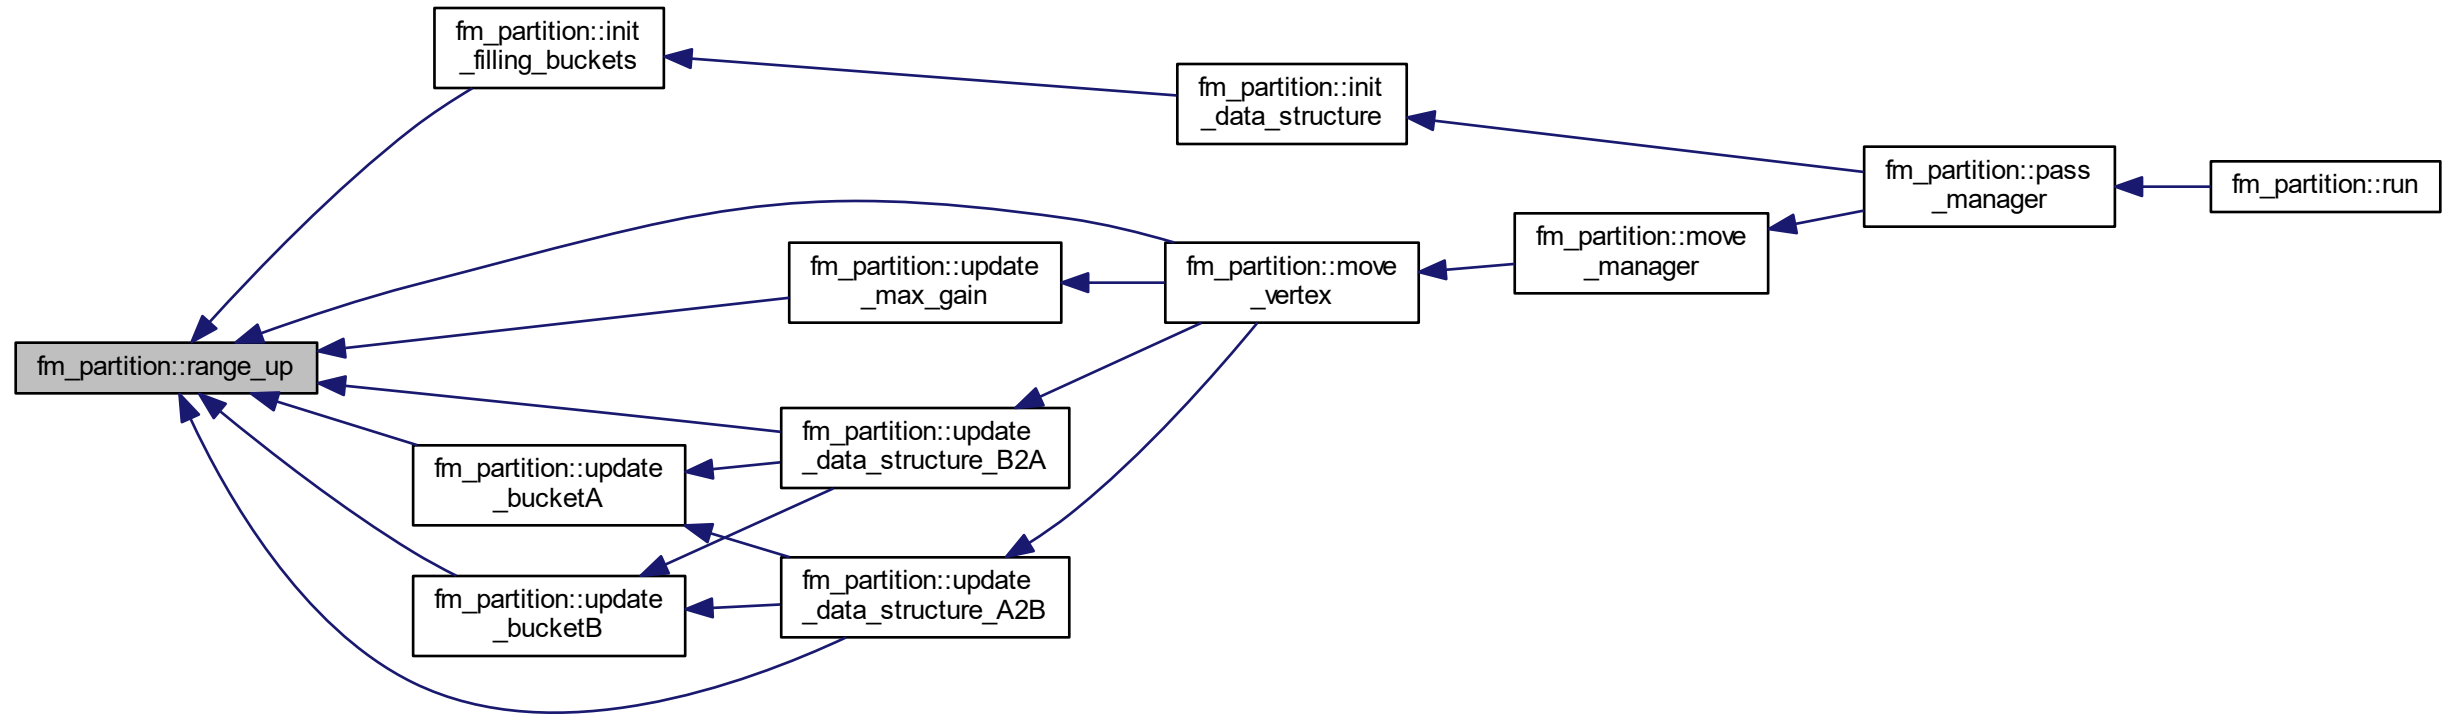 fm_partition::init
_filling_buckets
fm_partition::init
_data_structure
fm_partition::pass
_manager
fm_partition::run
fm_partition::move
_manager
fm_partition::update
_max_gain
fm_partition::move
_vertex
fm_partition::range_up
fm_partition::update
_data_structure_B2A
fm_partition::update
_bucketA
fm_partition::update
_data_structure_A2B
fm_partition::update
_bucketB